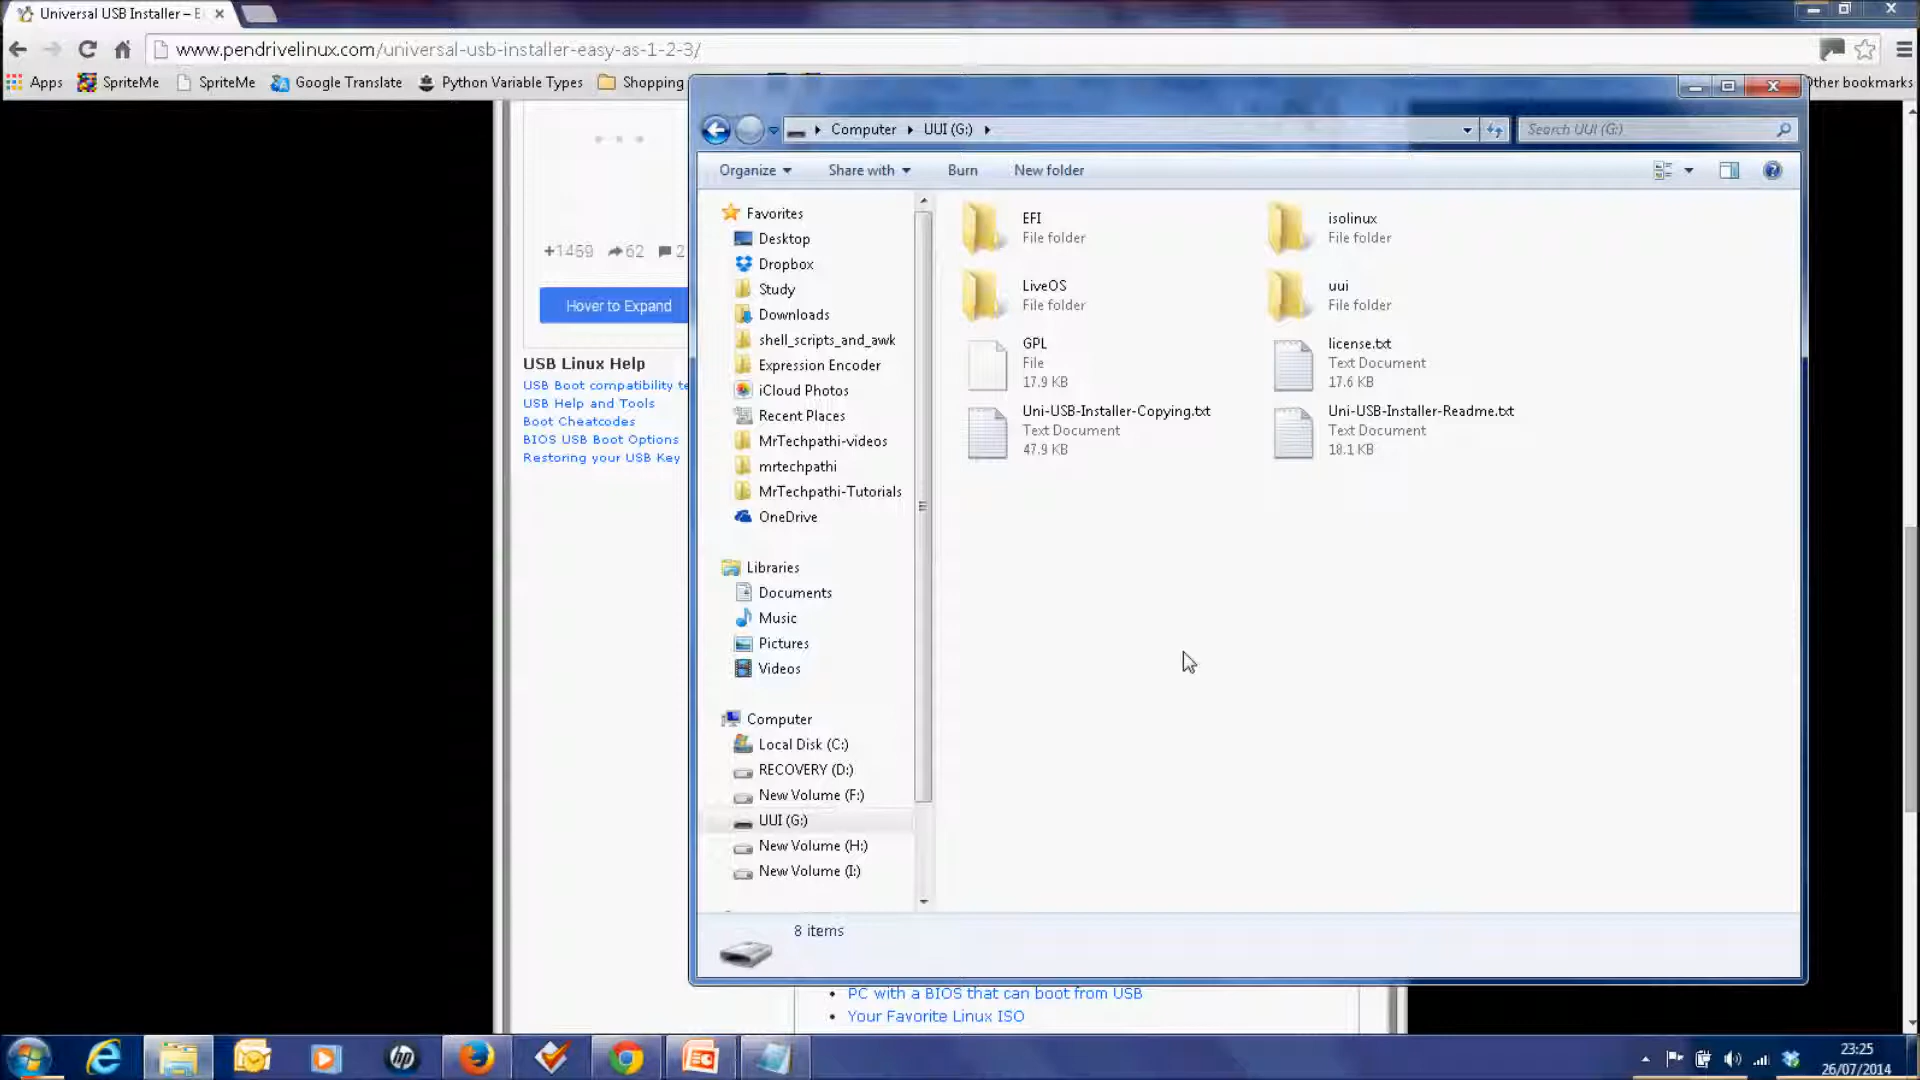 Universal USB Installer – E
www.pendrivelinux.com/universal-usb-installer-easy-as-1-2-3/
Apps SpriteMe SpriteMe Google Translate Python Variable Types Shopping
Other bookmarks
Computer UUI (G:)
Search UUI (G:)
Organize Share with Burn New folder
+1459 62 2
Hover to Expand
USB Linux Help
USB Boot compatibility te
USB Help and Tools
Boot Cheatcodes
BIOS USB Boot Options
Restoring your USB Key
Favorites
Desktop
Dropbox
Study
Downloads
shell_scripts_and_awk
Expression Encoder
iCloud Photos
Recent Places
MrTechpathi-videos
mrtechpathi
MrTechpathi-Tutorials
OneDrive
Libraries
Documents
Music
Pictures
Videos
Computer
Local Disk (C:)
RECOVERY (D:)
New Volume (F:)
UUI (G:)
New Volume (H:)
New Volume (I:)
EFI
File folder
isolinux
File folder
LiveOS
File folder
uui
File folder
GPL
File
17.9 KB
license.txt
Text Document
17.6 KB
Uni-USB-Installer-Copying.txt
Text Document
47.9 KB
Uni-USB-Installer-Readme.txt
Text Document
18.1 KB
8 items
PC with a BIOS that can boot from USB
Your Favorite Linux ISO
23:25
26/07/2014